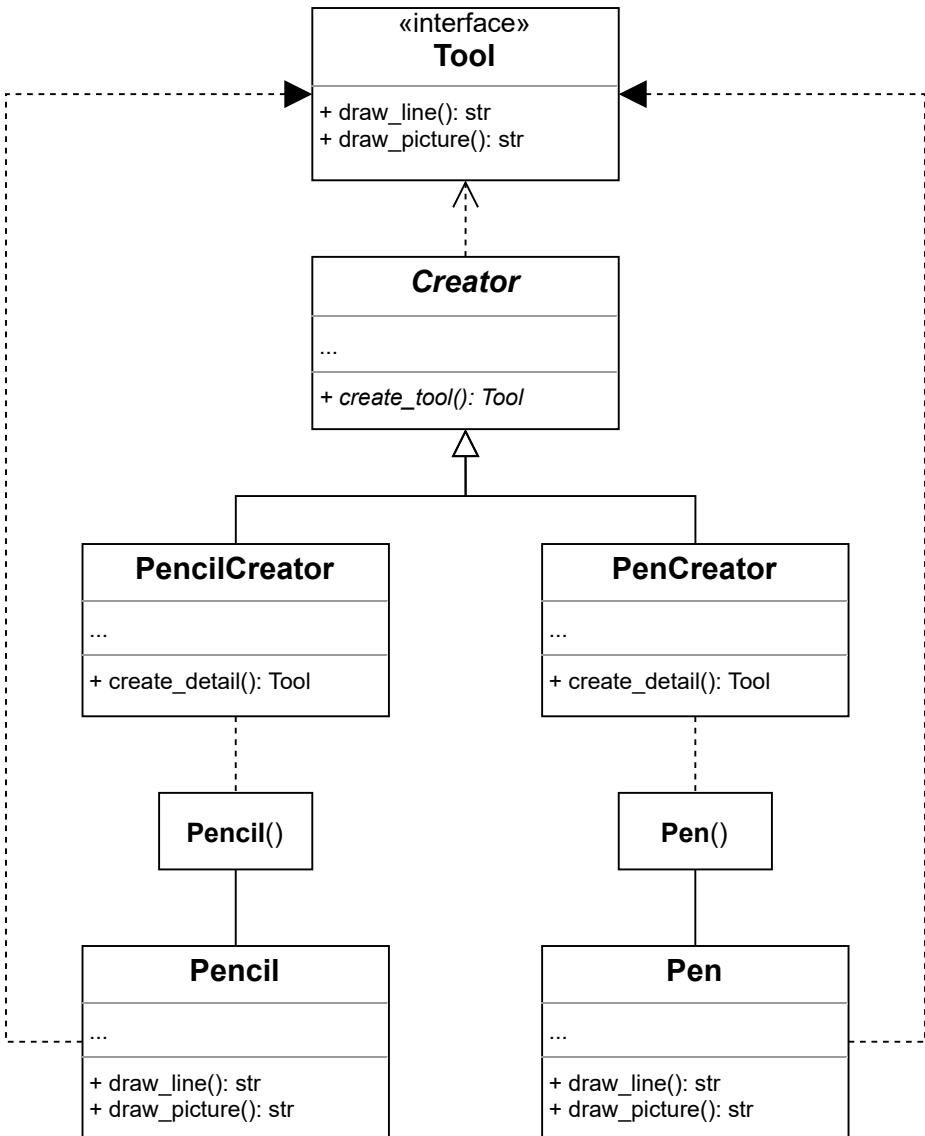 «interface»
Tool
+ draw_line(): str
+ draw_picture(): str
Creator
...
+ create_tool(): Tool
PencilCreator
...
+ create_detail(): Tool
PenCreator
...
+ create_detail(): Tool
Pencil()
Pen()
Pencil
...
+ draw_line(): str
+ draw_picture(): str
Pen
...
+ draw_line(): str
+ draw_picture(): str